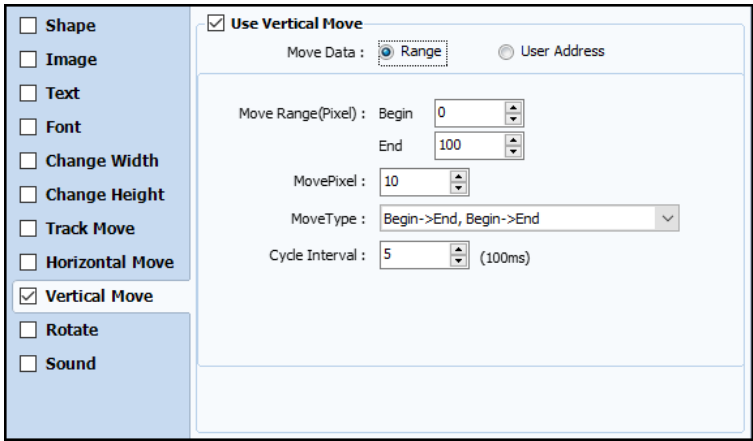 Shape
Image
Text
Font
Change Width
Change Height
Track Move
Horizontal Move
Vertical Move
Rotate
Sound
Use Vertical Move
Move Data : Range User Address
Move Range(Pixel) : Begin 0
End 100
MovePixel : 10
MoveType : Begin->End, Begin->End
Cycle Interval : 5 (100ms)